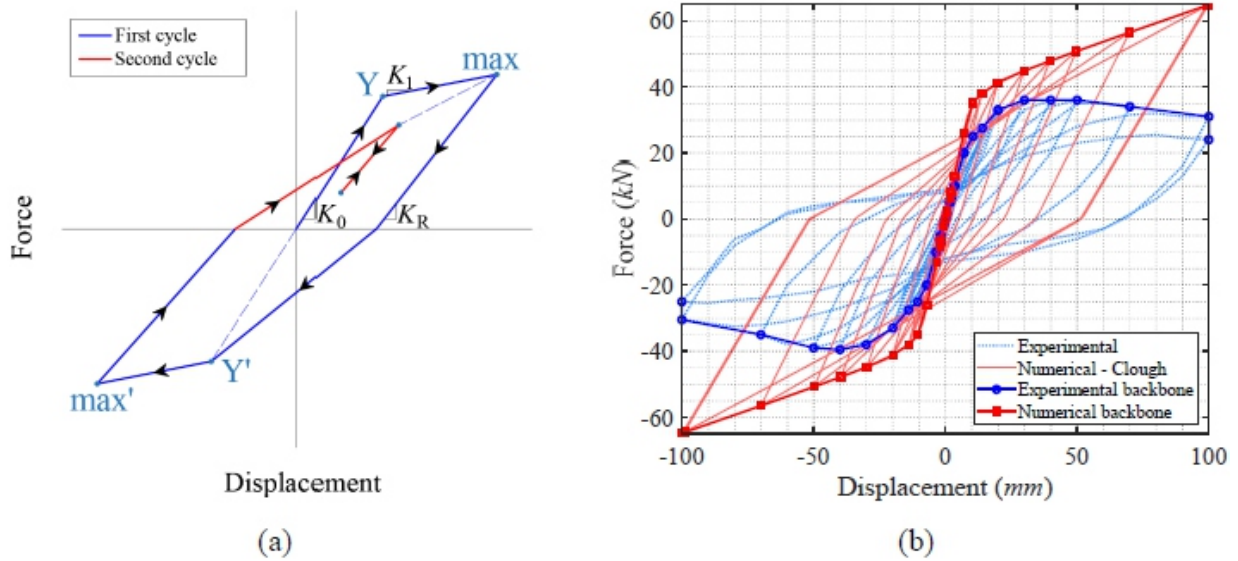 First cycle
Second cycle
Y
K1
max
K0
KR
Y'
max'
Force
Displacement
(a)
60
40
20
0
-20
-40
-60
-100
-50
0
50
100
Force (kN)
Displacement (mm)
Experimental
Numerical - Clough
Experimental backbone
Numerical backbone
(b)